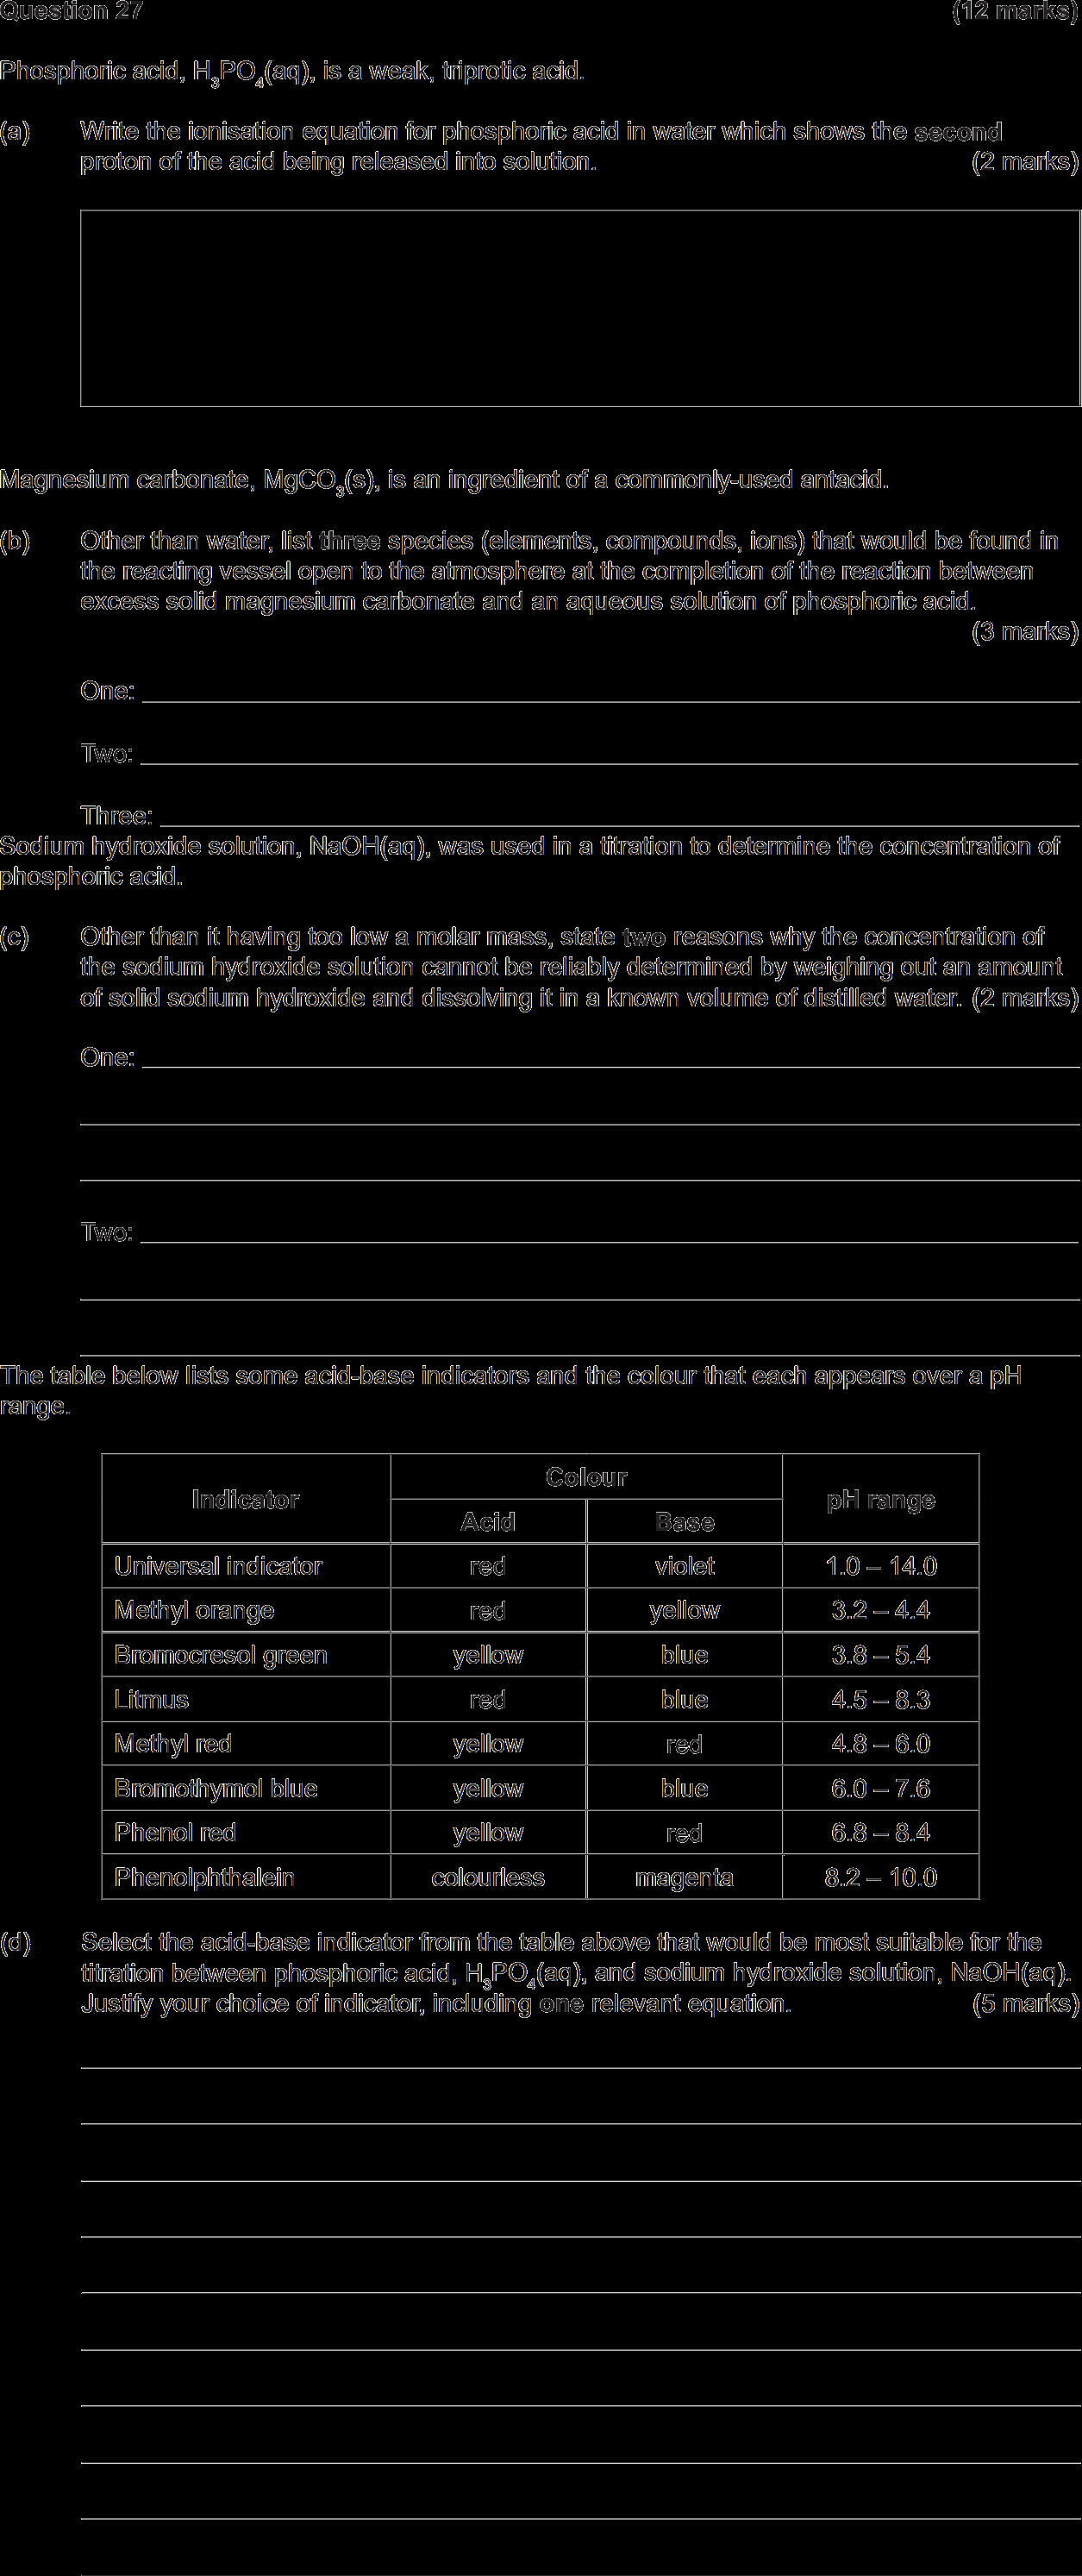 Question 27 (12 marks)
Phosphoric acid, H₃PO₄(aq), is a weak, triprotic acid.
(a) Write the ionisation equation for phosphoric acid in water which shows the second
proton of the acid being released into solution. (2 marks)
Magnesium carbonate, MgCO₃(s), is an ingredient of a commonly-used antacid.
(b) Other than water, list three species (elements, compounds, ions) that would be found in
the reacting vessel open to the atmosphere at the completion of the reaction between
excess solid magnesium carbonate and an aqueous solution of phosphoric acid.
(3 marks)
One:
Two:
Three:
Sodium hydroxide solution, NaOH(aq), was used in a titration to determine the concentration of
phosphoric acid.
(c) Other than it having too low a molar mass, state two reasons why the concentration of
the sodium hydroxide solution cannot be reliably determined by weighing out an amount
of solid sodium hydroxide and dissolving it in a known volume of distilled water. (2 marks)
One:
Two:
The table below lists some acid-base indicators and the colour that each appears over a pH
range.
Indicator Colour pH range
Acid Base
Universal indicator red violet 1.0 – 14.0
Methyl orange red yellow 3.2 – 4.4
Bromocresol green yellow blue 3.8 – 5.4
Litmus red blue 4.5 – 8.3
Methyl red yellow red 4.8 – 6.0
Bromothymol blue yellow blue 6.0 – 7.6
Phenol red yellow red 6.8 – 8.4
Phenolphthalein colourless magenta 8.2 – 10.0
(d) Select the acid-base indicator from the table above that would be most suitable for the
titration between phosphoric acid, H₃PO₄(aq), and sodium hydroxide solution, NaOH(aq).
Justify your choice of indicator, including one relevant equation. (5 marks)